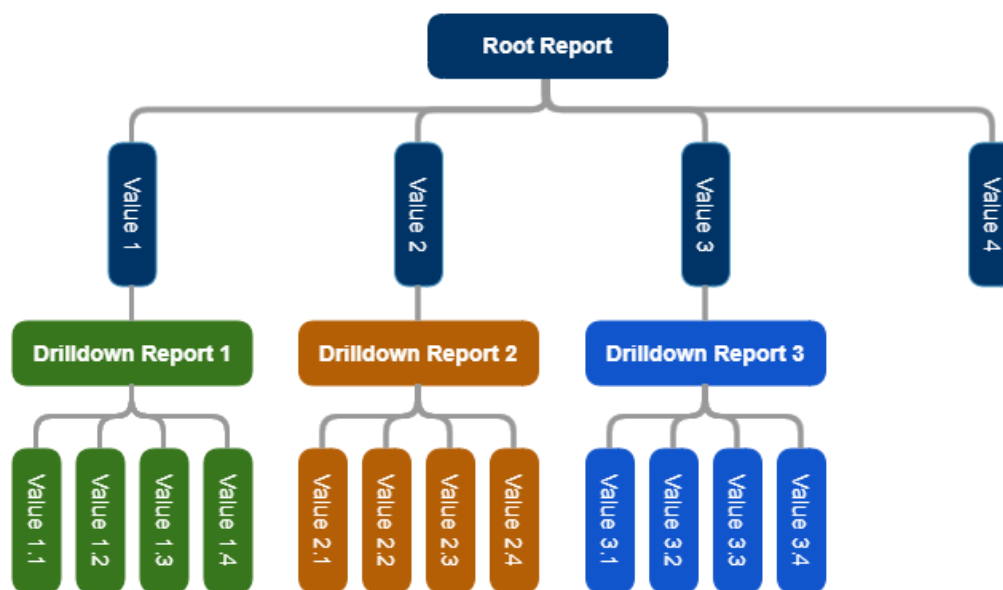 Root Report
Value 1
Value 2
Value 3
Value 4
Drilldown Report 1
Drilldown Report 2
Drilldown Report 3
Value 1.1
Value 1.2
Value 1.3
Value 1.4
Value 2.1
Value 2.2
Value 2.3
Value 2.4
Value 3.1
Value 3.2
Value 3.3
Value 3.4